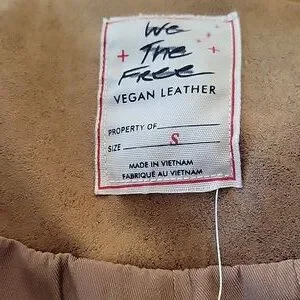 We
The
Free
VEGAN LEATHER
PROPERTY OF
SIZE S
MADE IN VIETNAM
FABRIQUÉ AU VIETNAM